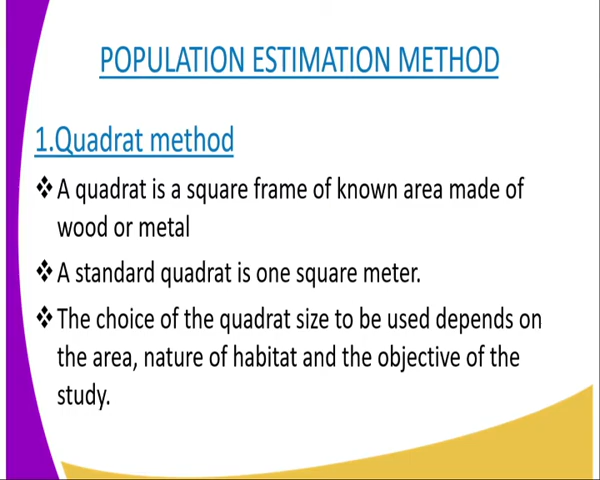 POPULATION ESTIMATION METHOD
1.Quadrat method
❖A quadrat is a square frame of known area made of
wood or metal
❖A standard quadrat is one square meter.
❖The choice of the quadrat size to be used depends on
the area, nature of habitat and the objective of the
study.